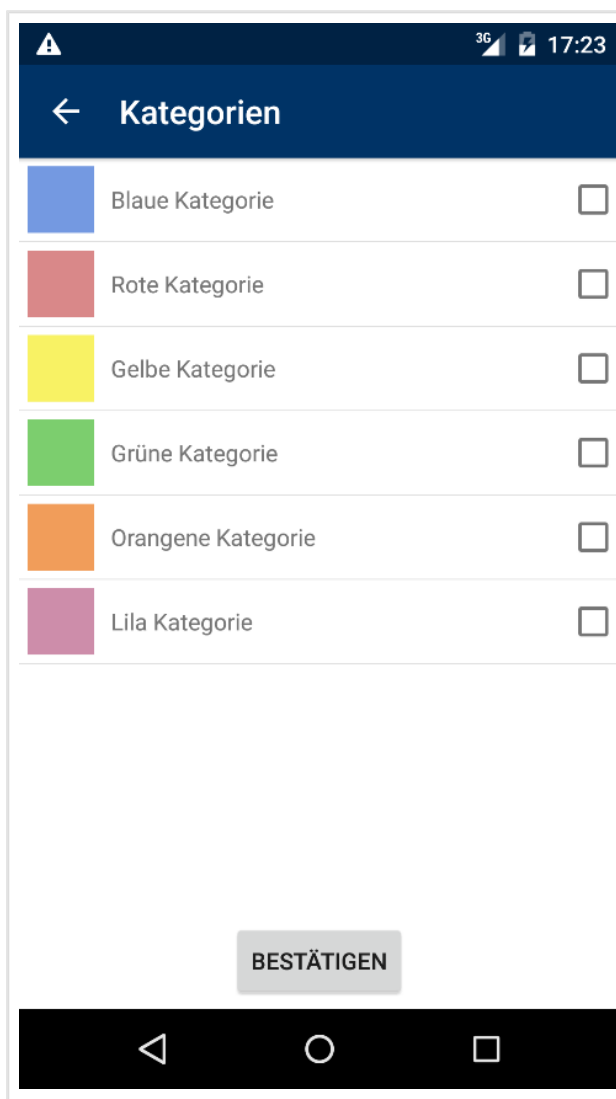 3G 17:23
Kategorien
Blaue Kategorie
Rote Kategorie
Gelbe Kategorie
Grüne Kategorie
Orangene Kategorie
Lila Kategorie
BESTÄTIGEN